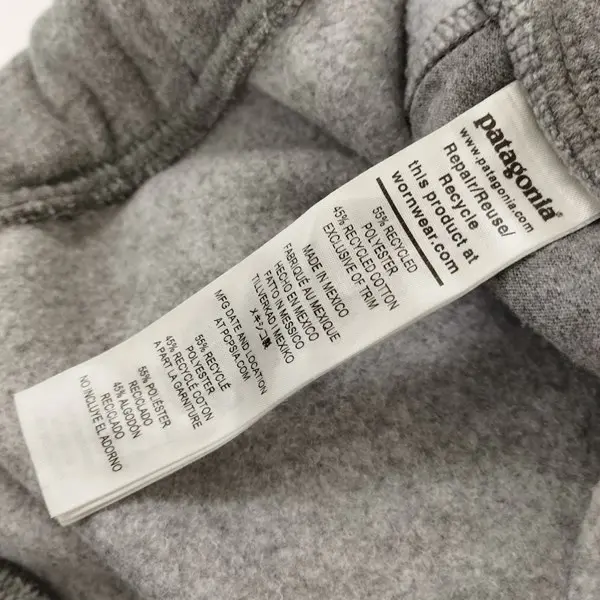 patagonia®
www.patagonia.com
Repair/Reuse/
Recycle
this product at
wornwear.com
55% RECYCLED
POLYESTER
45% RECYCLED COTTON
EXCLUSIVE OF TRIM
MADE IN MEXICO
FABRIQUÉ AU MEXIQUE
HECHO EN MÉXICO
FATTO IN MESSICO
TILLVERKAD I MEXIKO
メキシコ製
MFG DATE AND LOCATION
AT PCPSIA.COM
55% RECYCLÉ
POLYESTER
45% RECYCLÉ COTON
A PART LA GARNITURE
55% POLIÉSTER
RECICLADO
45% ALGODÓN
RECICLADO
NO INCLUYE EL ADORNO